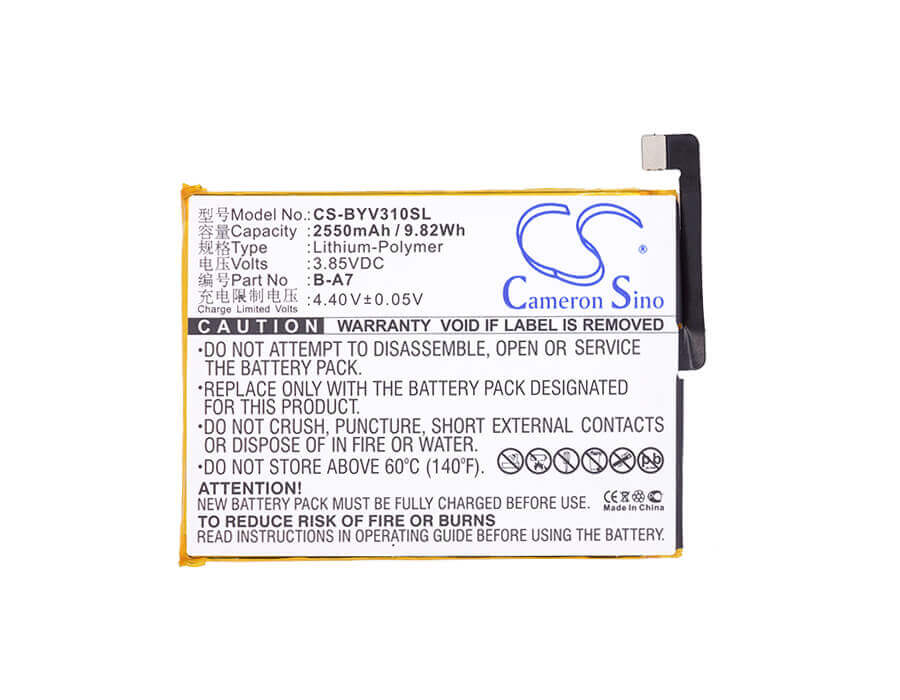 型号Model No.: CS-BYV310SL
容量Capacity : 2550mAh / 9.82Wh
规格Type : Lithium-Polymer
电压Volts : 3.85VDC
编号Part No : B-A7
充电限制电压 : 4.40V±0.05V
Charge Limited Volts
CS
®
Cameron Sino
CAUTION WARRANTY VOID IF LABEL IS REMOVED
•DO NOT ATTEMPT TO DISASSEMBLE, OPEN OR SERVICE
THE BATTERY PACK.
•REPLACE ONLY WITH THE BATTERY PACK DESIGNATED
FOR THIS PRODUCT.
•DO NOT CRUSH, PUNCTURE, SHORT EXTERNAL CONTACTS
OR DISPOSE OF IN FIRE OR WATER.
•DO NOT STORE ABOVE 60°C (140°F).
Pb
ATTENTION!
NEW BATTERY PACK MUST BE FULLY CHARGED BEFORE USE.
TO REDUCE RISK OF FIRE OR BURNS
READ INSTRUCTIONS IN OPERATING GUIDE BEFORE USING BATTERY PACK
CE
Made In China